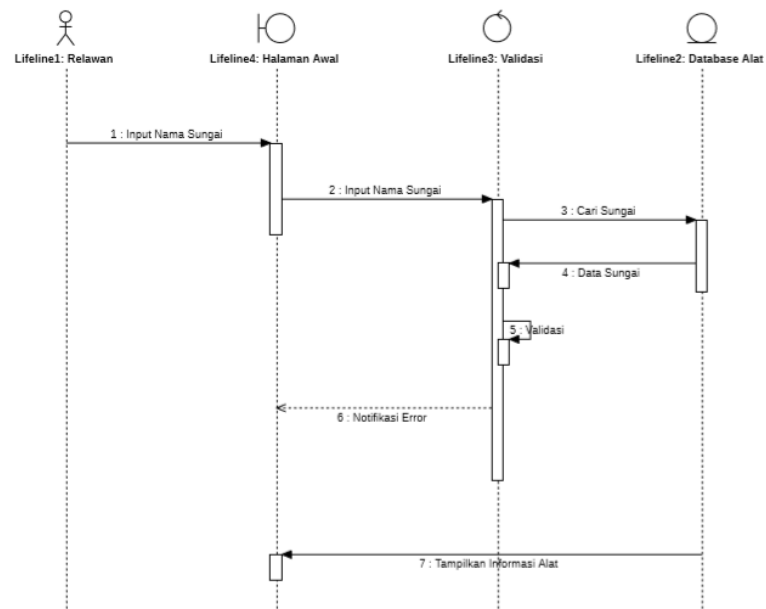 Lifeline1: Relawan
Lifeline4: Halaman Awal
Lifeline3: Validasi
Lifeline2: Database Alat
1 : Input Nama Sungai
2 : Input Nama Sungai
3 : Cari Sungai
4 : Data Sungai
5 : Validasi
6 : Notifikasi Error
7 : Tampilkan Informasi Alat